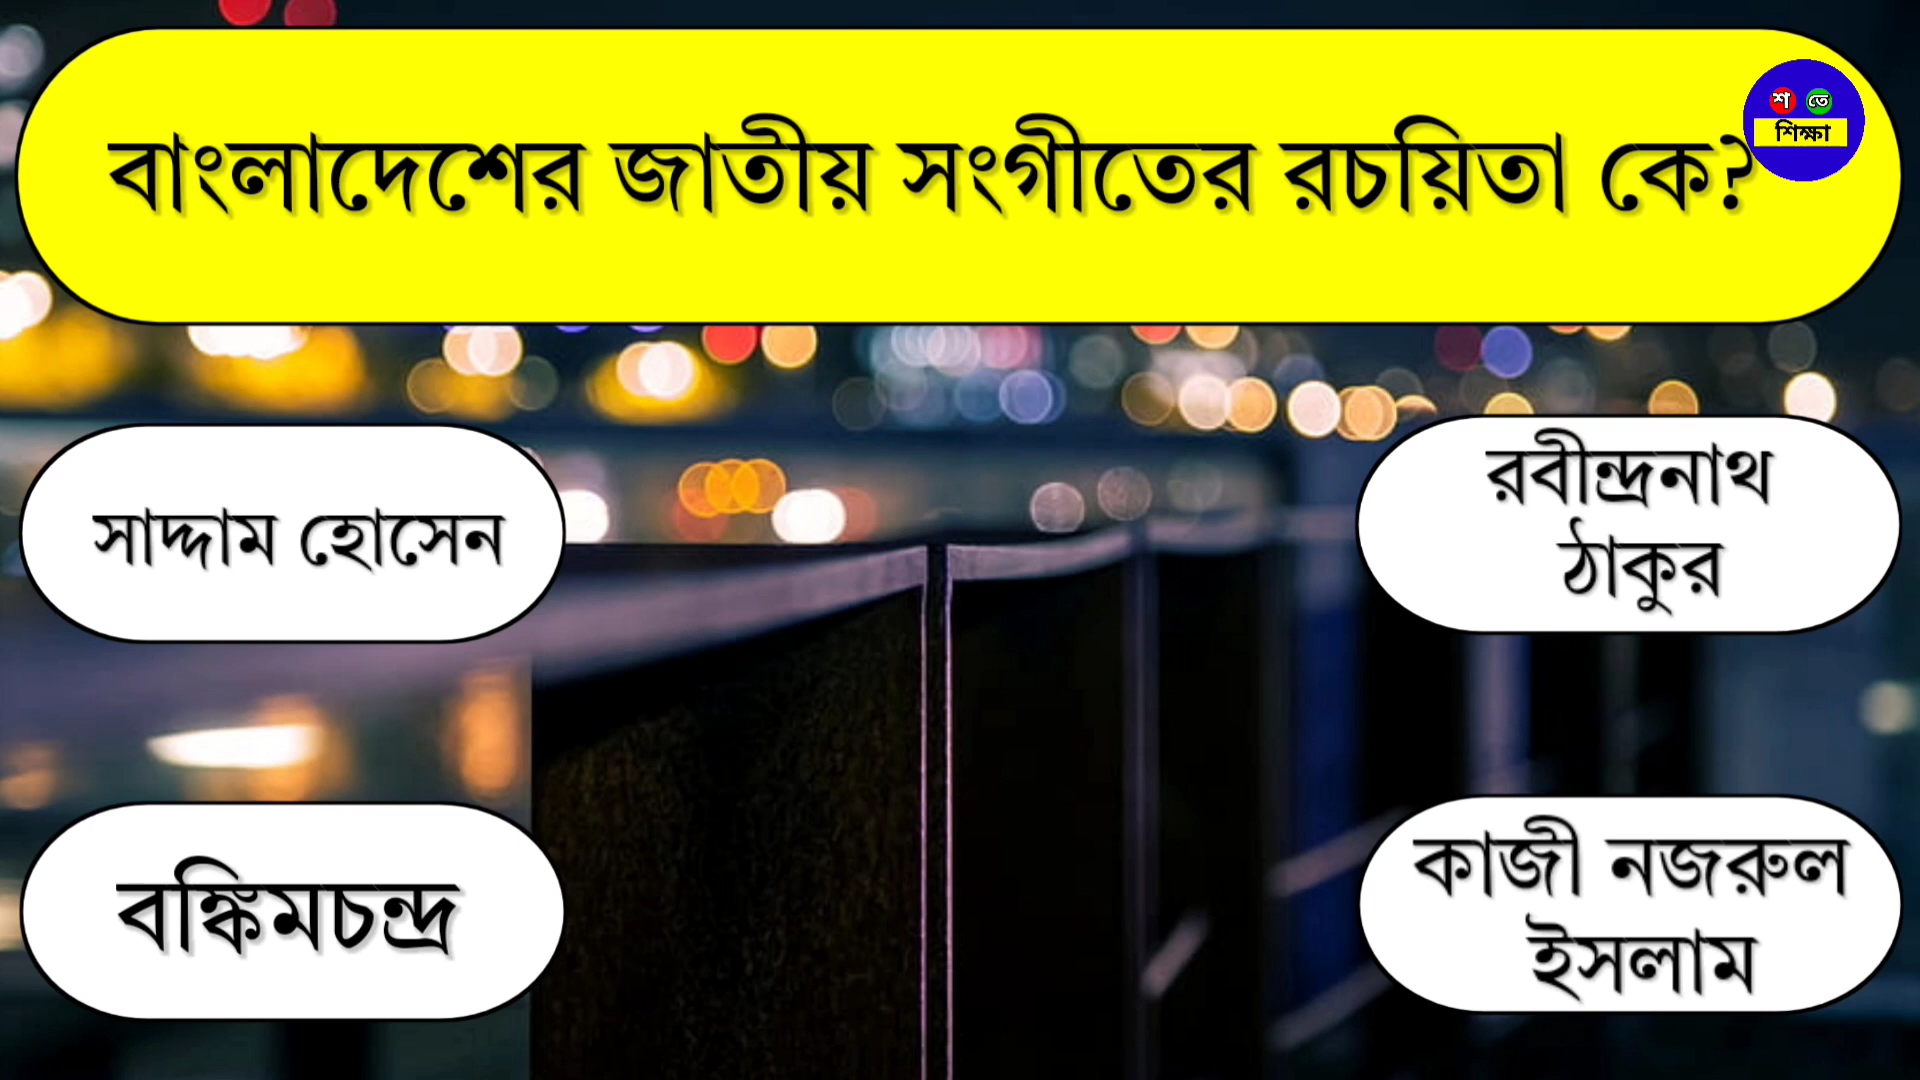 বাংলাদেশের জাতীয় সংগীতের রচয়িতা কে?
শ তে
শিক্ষা
সাদ্দাম হোসেন
রবীন্দ্রনাথ
ঠাকুর
বঙ্কিমচন্দ্র
কাজী নজরুল
ইসলাম